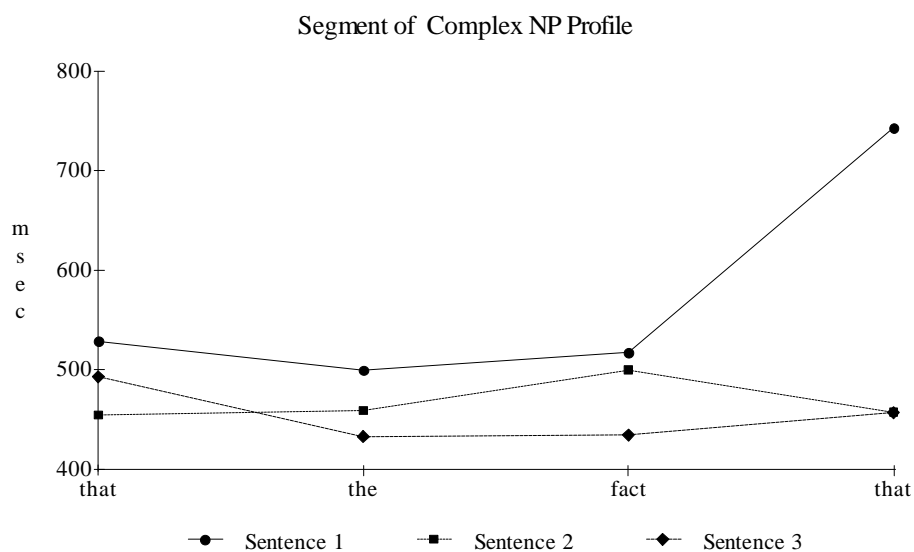 Segment of Complex NP Profile
800
700
600
500
400
m
s
e
c
that the fact that
Sentence 1 Sentence 2 Sentence 3